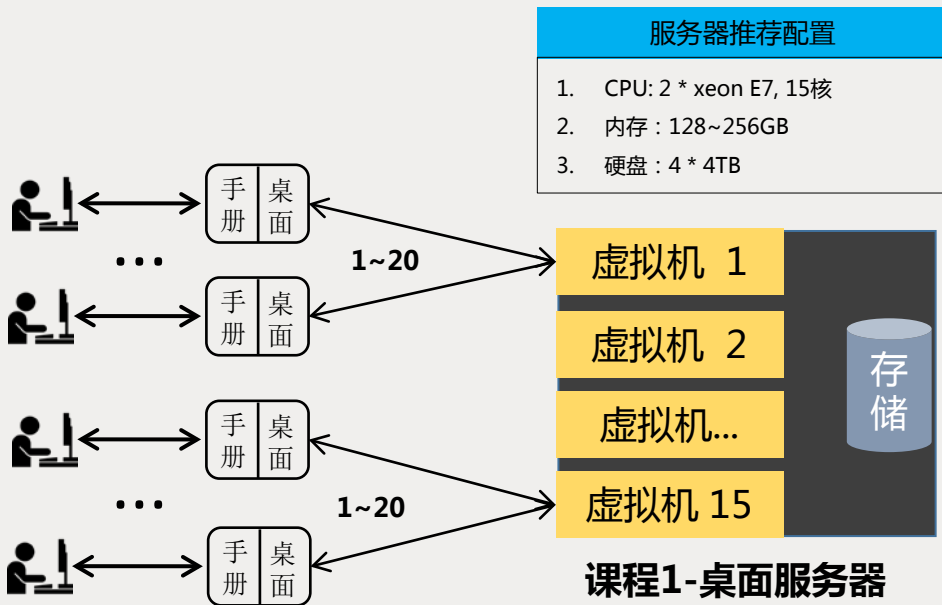 服务器推荐配置
1. CPU: 2 * xeon E7, 15核
2. 内存：128~256GB
3. 硬盘：4 * 4TB
手册 桌面
...
1~20
手册 桌面
手册 桌面
...
1~20
手册 桌面
虚拟机 1
虚拟机 2
虚拟机...
虚拟机 15
存储
课程1-桌面服务器